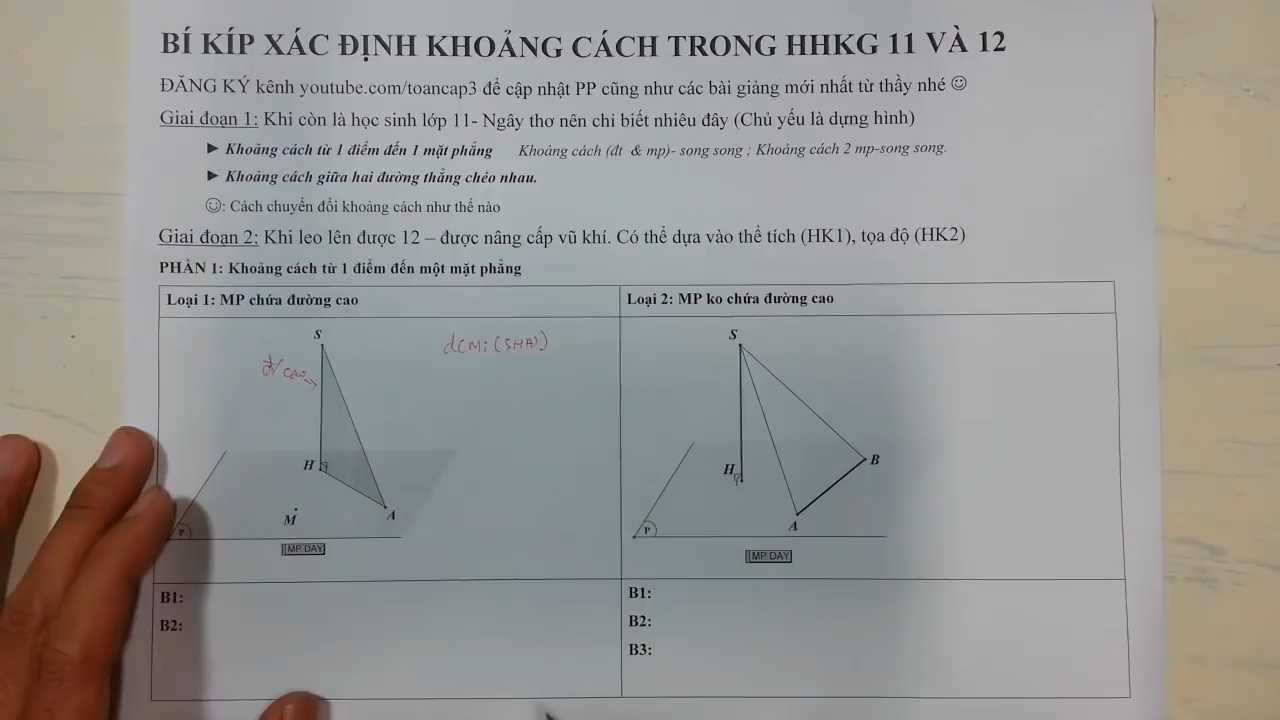 BÍ KÍP XÁC ĐỊNH KHOẢNG CÁCH TRONG HHKG 11 VÀ 12
ĐĂNG KÝ kênh youtube.com/toancap3 để cập nhật PP cũng như các bài giảng mới nhất từ thầy nhé ☺
Giai đoạn 1: Khi còn là học sinh lớp 11- Ngây thơ nên chỉ biết nhiêu đây (Chủ yếu là dựng hình)
► Khoảng cách từ 1 điểm đến 1 mặt phẳng Khoảng cách (đt & mp)- song song ; Khoảng cách 2 mp-song song.
► Khoảng cách giữa hai đường thẳng chéo nhau.
☺: Cách chuyển đổi khoảng cách như thế nào
Giai đoạn 2: Khi leo lên được 12 – được nâng cấp vũ khí. Có thể dựa vào thể tích (HK1), tọa độ (HK2)
PHẦN 1: Khoảng cách từ 1 điểm đến một mặt phẳng
Loại 1: MP chứa đường cao
S
d(M; (SHA))
đ/ cao
H
M
A
P
MP DAY
B1:
B2:
Loại 2: MP ko chứa đường cao
S
H
B
A
P
MP DAY
B1:
B2:
B3: